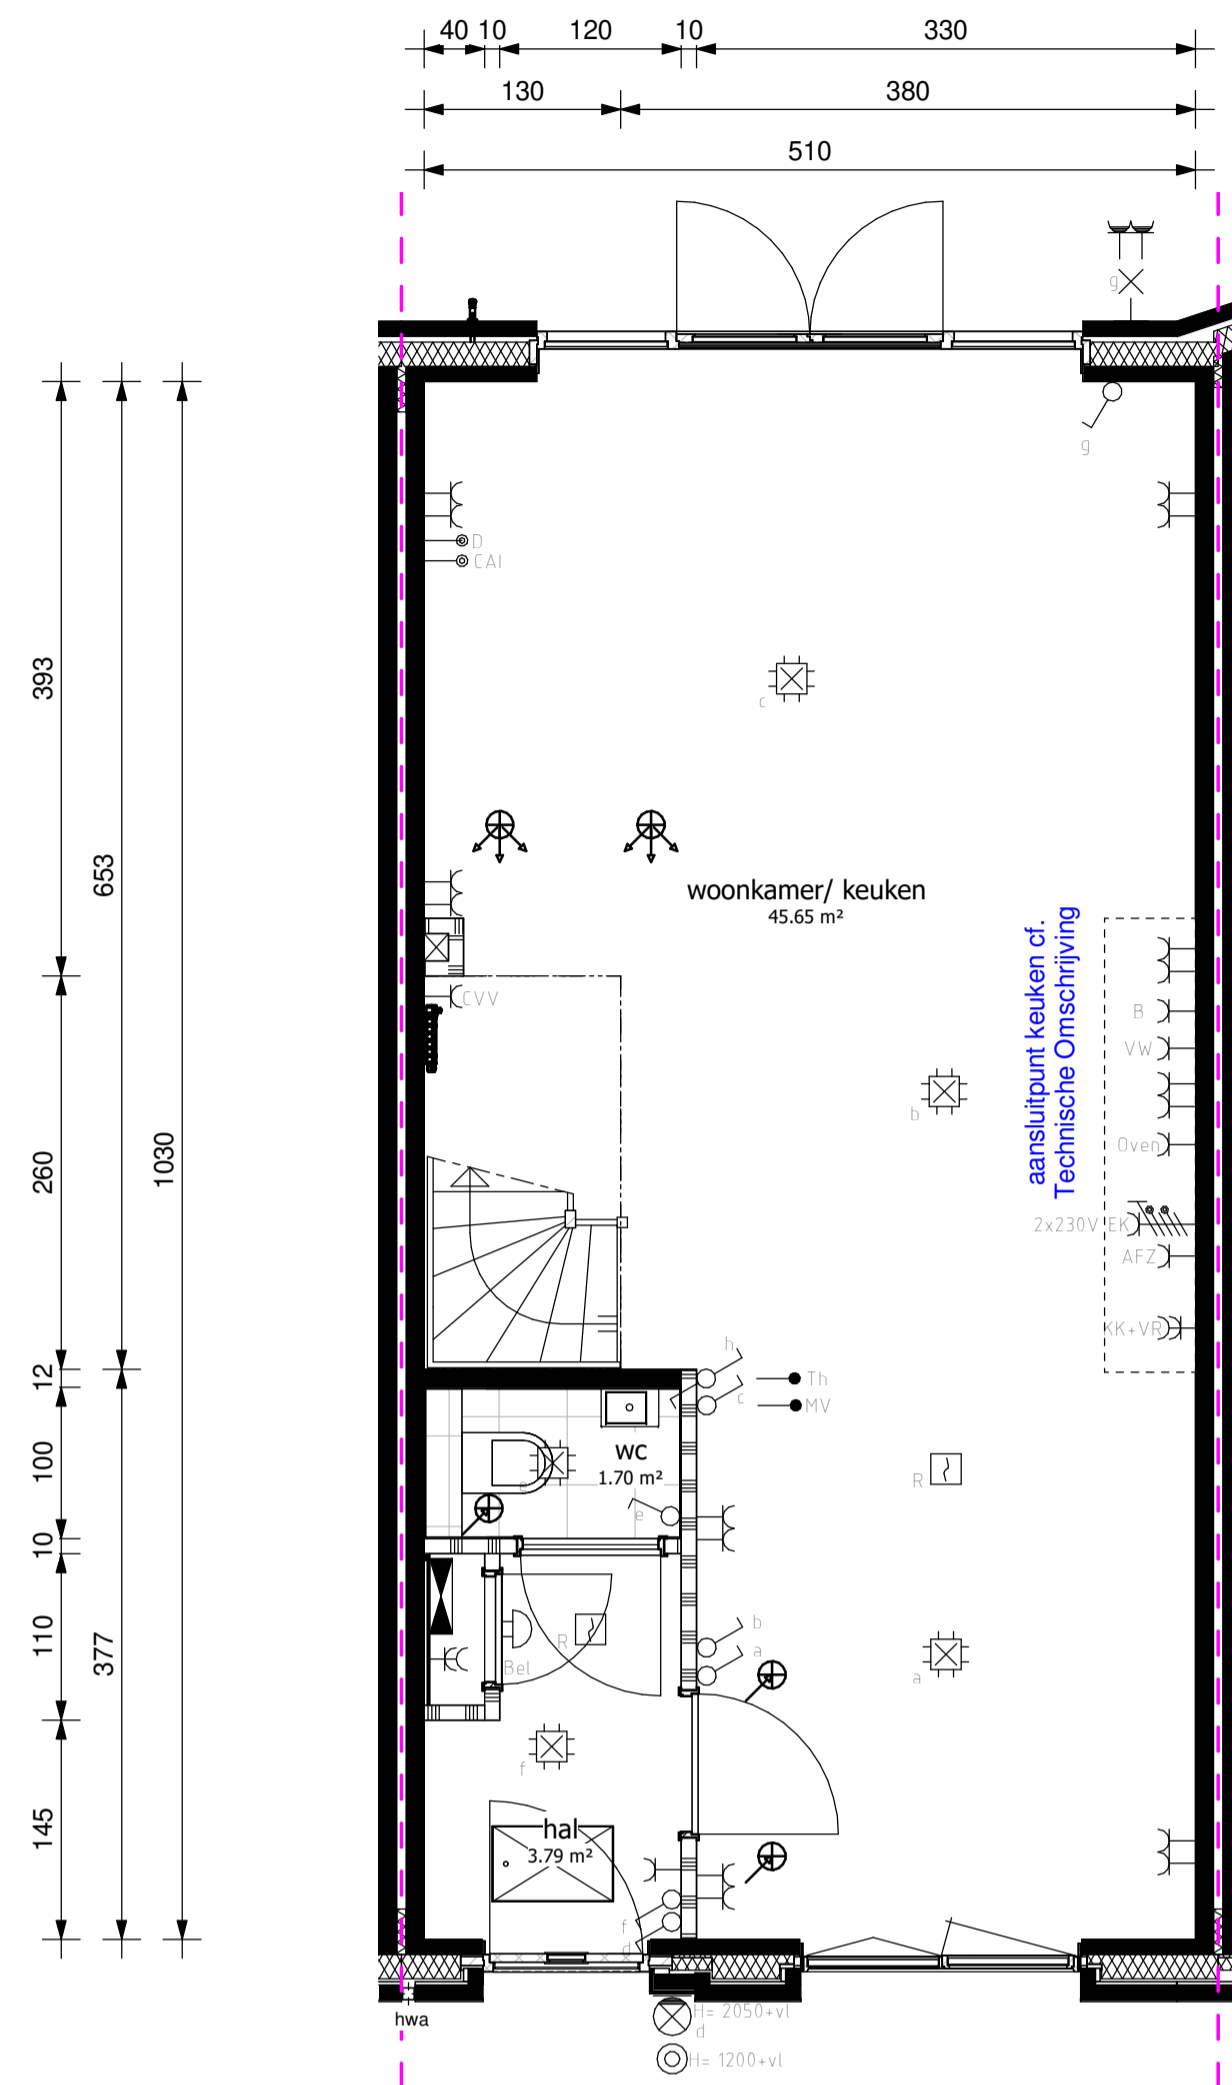 40 10 120 10 330
130 380
510
g
g
D
CAI
393
653
1030
260
12
100
10
110
377
145
c
woonkamer/ keuken
45.65 m²
aansluitpunt keuken cf.
Technische Omschrijving
CVV
B
VW
b
Oven
2x230V EK
AFZ
KK+VR
h
Th
c
MV
wc
1.70 m²
e
e
R
b
R
a
Bel
a
f
hal
3.79 m²
f
d
hwa
H= 2050+vl
d
H= 1200+vl